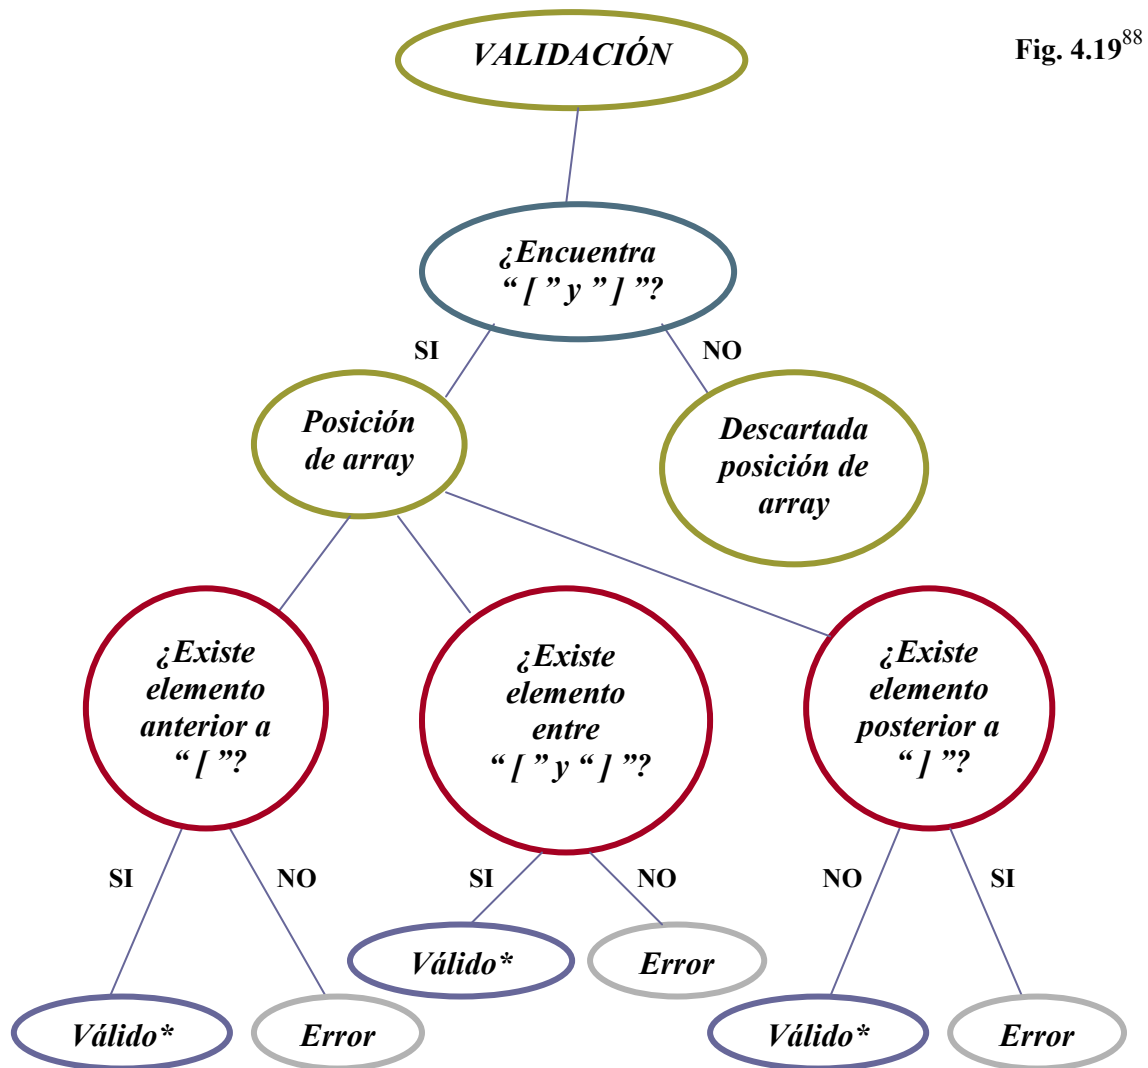 VALIDACIÓN
Fig. 4.19⁸⁸
¿Encuentra
“ [ ” y ” ] ”?
SI
NO
Posición
de array
Descartada
posición de
array
¿Existe
elemento
anterior a
“ [ ”?
¿Existe
elemento
entre
“ [ ” y “ ] ”?
¿Existe
elemento
posterior a
“ ] ”?
SI
NO
SI
NO
NO
SI
Válido*
Error
Válido*
Error
Válido*
Error